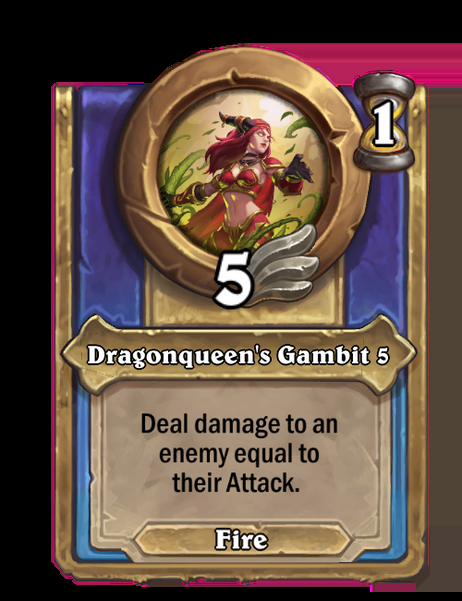 1
5
Dragonqueen's Gambit 5
Deal damage to an
enemy equal to
their Attack.
Fire